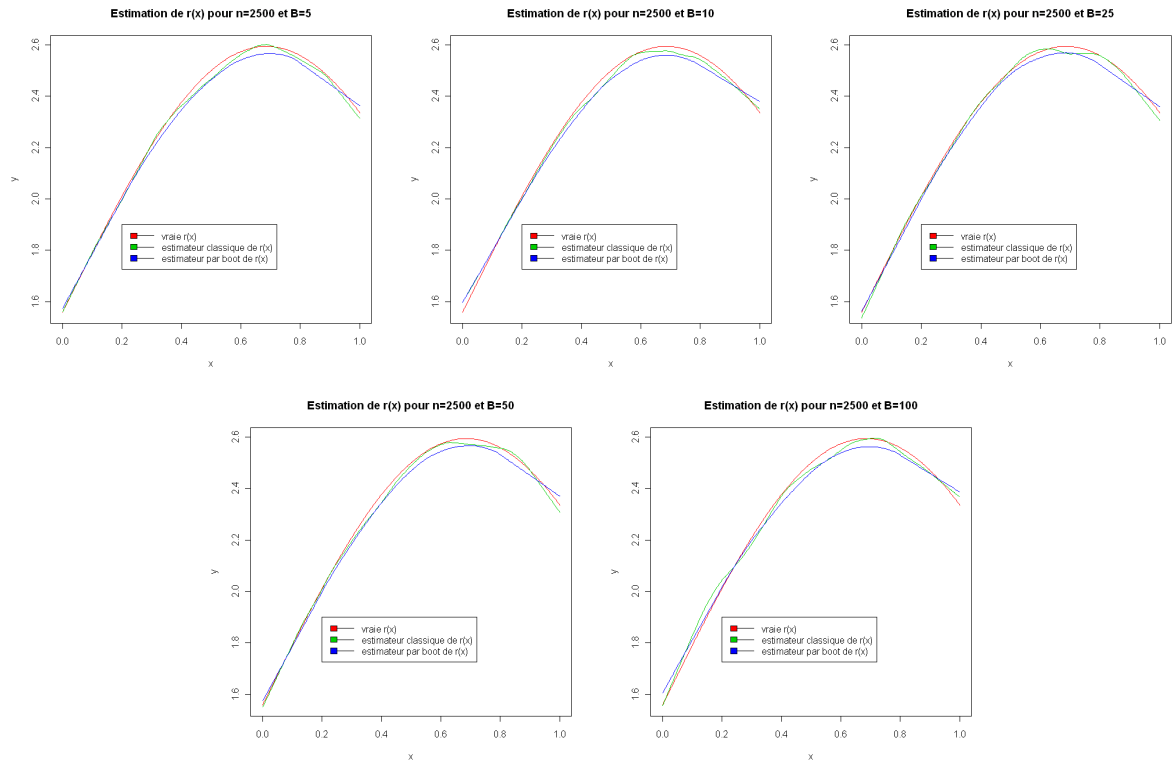 Estimation de r(x) pour n=2500 et B=5
2.6
2.4
2.2
2.0
1.8
1.6
y
vraie r(x)
estimateur classique de r(x)
estimateur par boot de r(x)
0.0 0.2 0.4 0.6 0.8 1.0
x
Estimation de r(x) pour n=2500 et B=10
2.6
2.4
2.2
2.0
1.8
1.6
y
vraie r(x)
estimateur classique de r(x)
estimateur par boot de r(x)
0.0 0.2 0.4 0.6 0.8 1.0
x
Estimation de r(x) pour n=2500 et B=25
2.6
2.4
2.2
2.0
1.8
1.6
y
vraie r(x)
estimateur classique de r(x)
estimateur par boot de r(x)
0.0 0.2 0.4 0.6 0.8 1.0
x
Estimation de r(x) pour n=2500 et B=50
2.6
2.4
2.2
2.0
1.8
1.6
y
vraie r(x)
estimateur classique de r(x)
estimateur par boot de r(x)
0.0 0.2 0.4 0.6 0.8 1.0
x
Estimation de r(x) pour n=2500 et B=100
2.6
2.4
2.2
2.0
1.8
1.6
y
vraie r(x)
estimateur classique de r(x)
estimateur par boot de r(x)
0.0 0.2 0.4 0.6 0.8 1.0
x